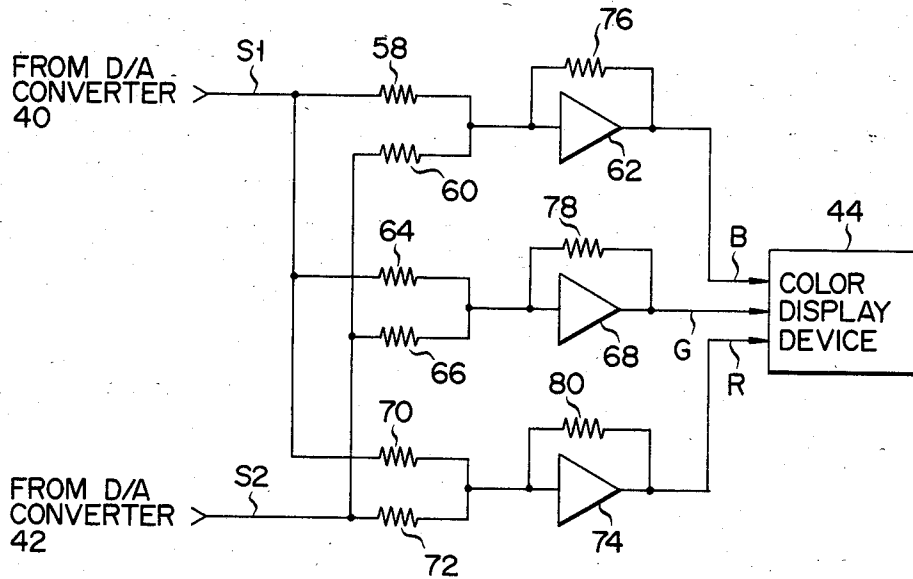 76
S1
58
FROM D/A
CONVERTER
40
62
60
78
44
64
B
COLOR
DISPLAY
DEVICE
68
G
66
R
80
70
S2
FROM D/A
CONVERTER
42
74
72